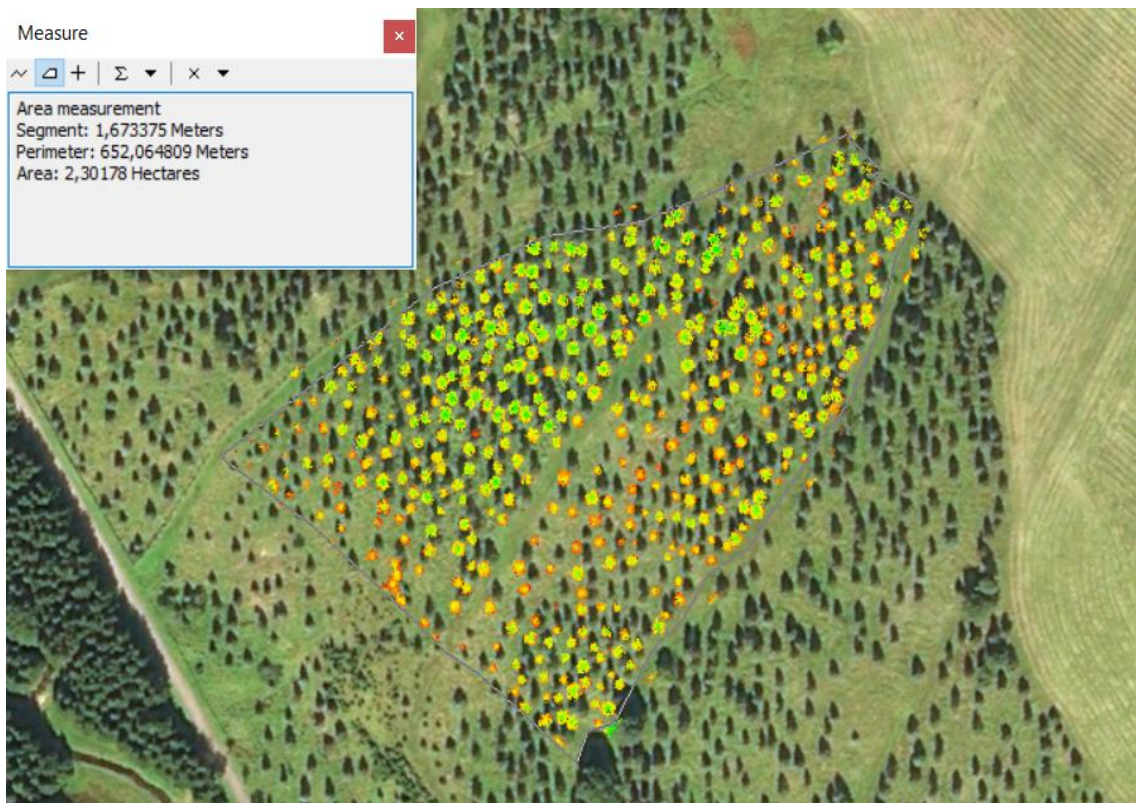 Measure
Area measurement
Segment: 1,673375 Meters
Perimeter: 652,064809 Meters
Area: 2,30178 Hectares